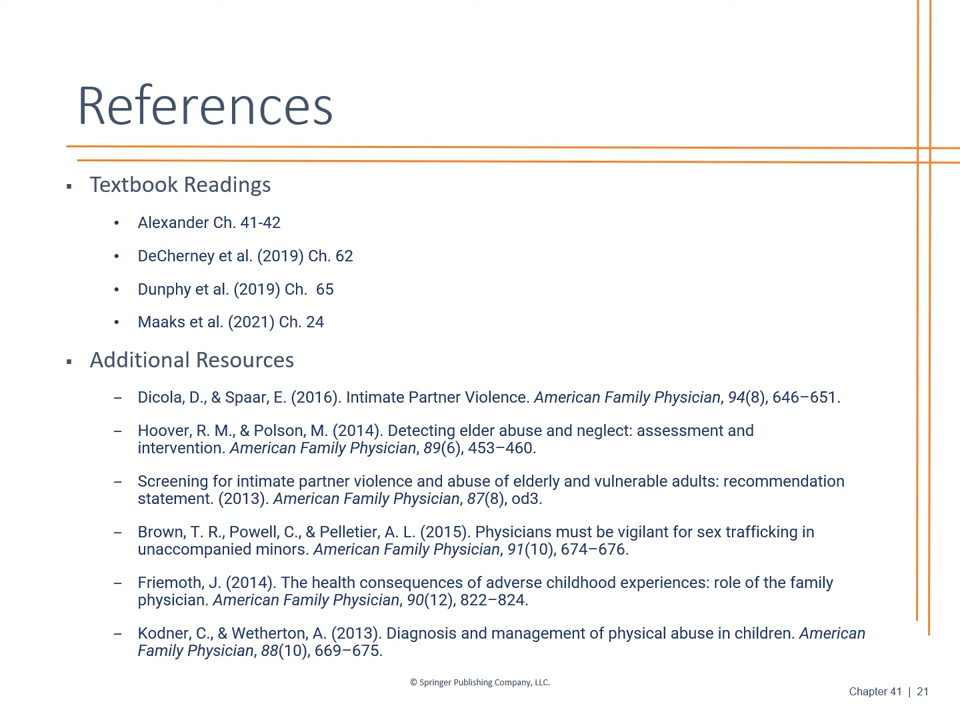 References
▪ Textbook Readings
• Alexander Ch. 41-42
• DeCherney et al. (2019) Ch. 62
• Dunphy et al. (2019) Ch.  65
• Maaks et al. (2021) Ch. 24
▪ Additional Resources
– Dicola, D., & Spaar, E. (2016). Intimate Partner Violence. American Family Physician, 94(8), 646–651.
– Hoover, R. M., & Polson, M. (2014). Detecting elder abuse and neglect: assessment and
intervention. American Family Physician, 89(6), 453–460.
– Screening for intimate partner violence and abuse of elderly and vulnerable adults: recommendation
statement. (2013). American Family Physician, 87(8), od3.
– Brown, T. R., Powell, C., & Pelletier, A. L. (2015). Physicians must be vigilant for sex trafficking in
unaccompanied minors. American Family Physician, 91(10), 674–676.
– Friemoth, J. (2014). The health consequences of adverse childhood experiences: role of the family
physician. American Family Physician, 90(12), 822–824.
– Kodner, C., & Wetherton, A. (2013). Diagnosis and management of physical abuse in children. American
Family Physician, 88(10), 669–675.
© Springer Publishing Company, LLC.
Chapter 41 | 21